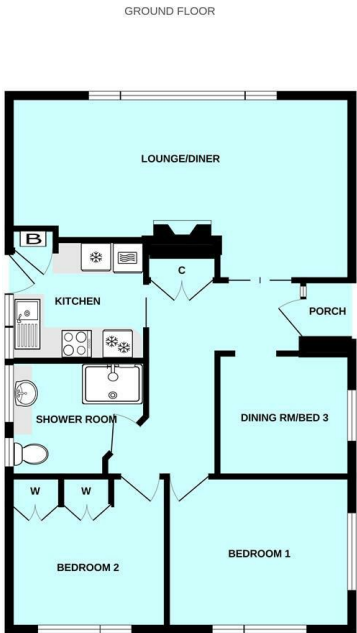 GROUND FLOOR
LOUNGE/DINER
B
C
KITCHEN
PORCH
SHOWER ROOM
DINING RM/BED 3
W W
BEDROOM 1
BEDROOM 2